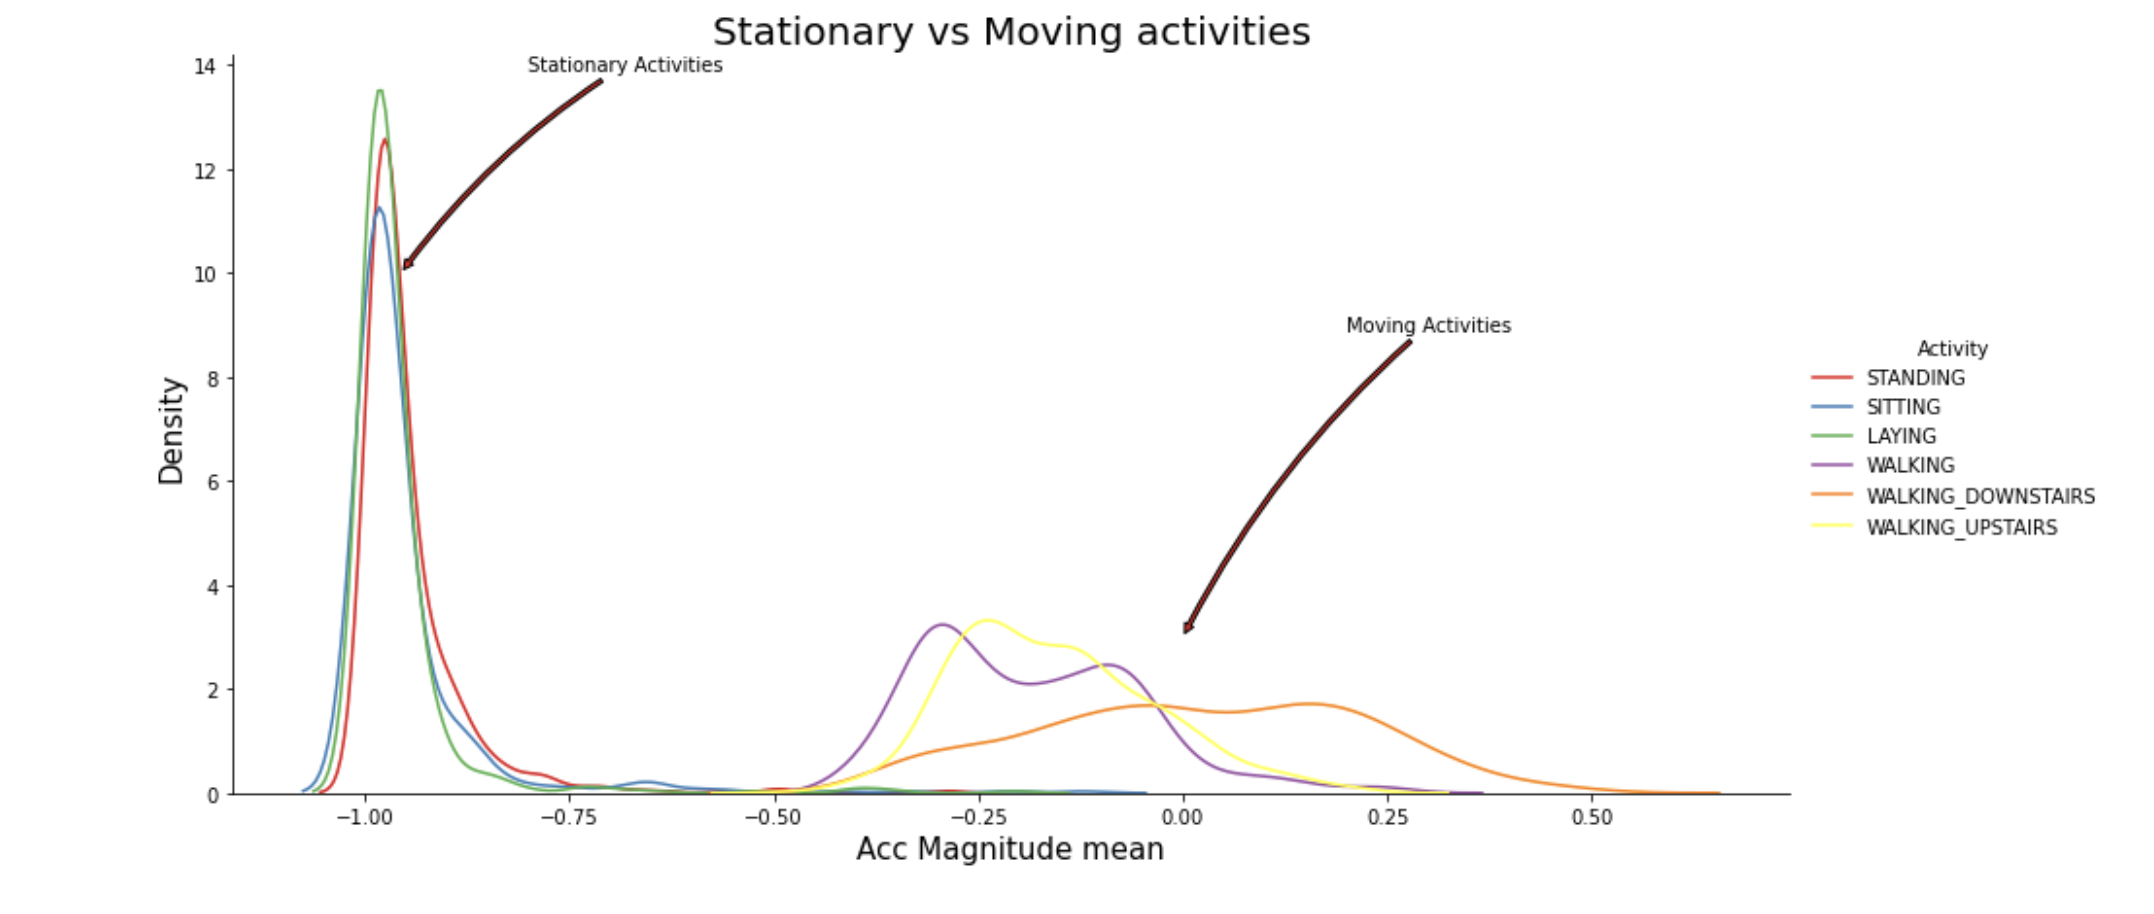 Stationary vs Moving activities
Stationary Activities
Moving Activities
Density
14
12
10
8
6
4
2
0
−1.00 −0.75 −0.50 −0.25 0.00 0.25 0.50
Acc Magnitude mean
Activity
STANDING
SITTING
LAYING
WALKING
WALKING_DOWNSTAIRS
WALKING_UPSTAIRS